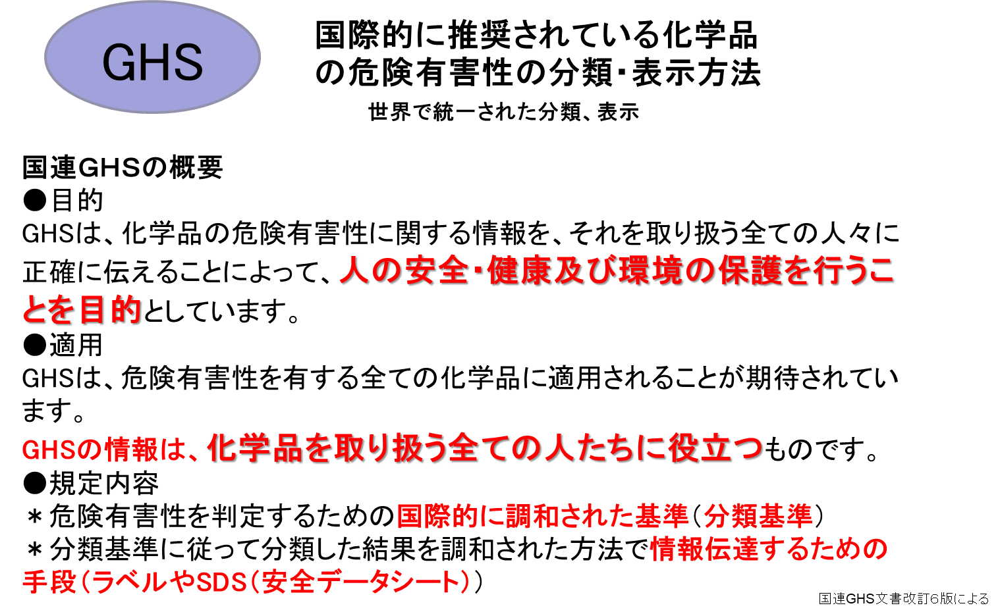 GHS
国際的に推奨されている化学品
の危険有害性の分類・表示方法
世界で統一された分類、表示
国連GHSの概要
●目的
GHSは、化学品の危険有害性に関する情報を、それを取り扱う全ての人々に
正確に伝えることによって、人の安全・健康及び環境の保護を行うこ
とを目的としています。
●適用
GHSは、危険有害性を有する全ての化学品に適用されることが期待されてい
ます。
GHSの情報は、化学品を取り扱う全ての人たちに役立つものです。
●規定内容
＊危険有害性を判定するための国際的に調和された基準（分類基準）
＊分類基準に従って分類した結果を調和された方法で情報伝達するための
手段（ラベルやSDS（安全データシート））
国連GHS文書改訂６版による